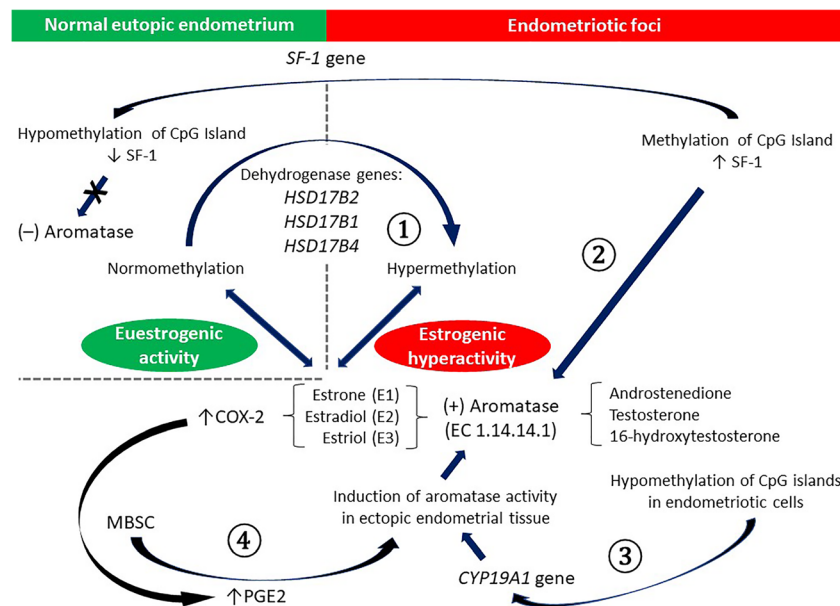 Normal eutopic endometrium
Endometriotic foci
SF-1 gene
Hypomethylation of CpG Island
↓ SF-1
Methylation of CpG Island
↑ SF-1
Dehydrogenase genes:
HSD17B2
HSD17B1
HSD17B4
①
②
(–) Aromatase
Normomethylation
Hypermethylation
Euestrogenic
activity
Estrogenic
hyperactivity
↑COX-2
Estrone (E1)
Estradiol (E2)
Estriol (E3)
(+) Aromatase
(EC 1.14.14.1)
Androstenedione
Testosterone
16-hydroxytestosterone
Induction of aromatase activity
in ectopic endometrial tissue
Hypomethylation of CpG islands
in endometriotic cells
MBSC
④
③
CYP19A1 gene
↑PGE2